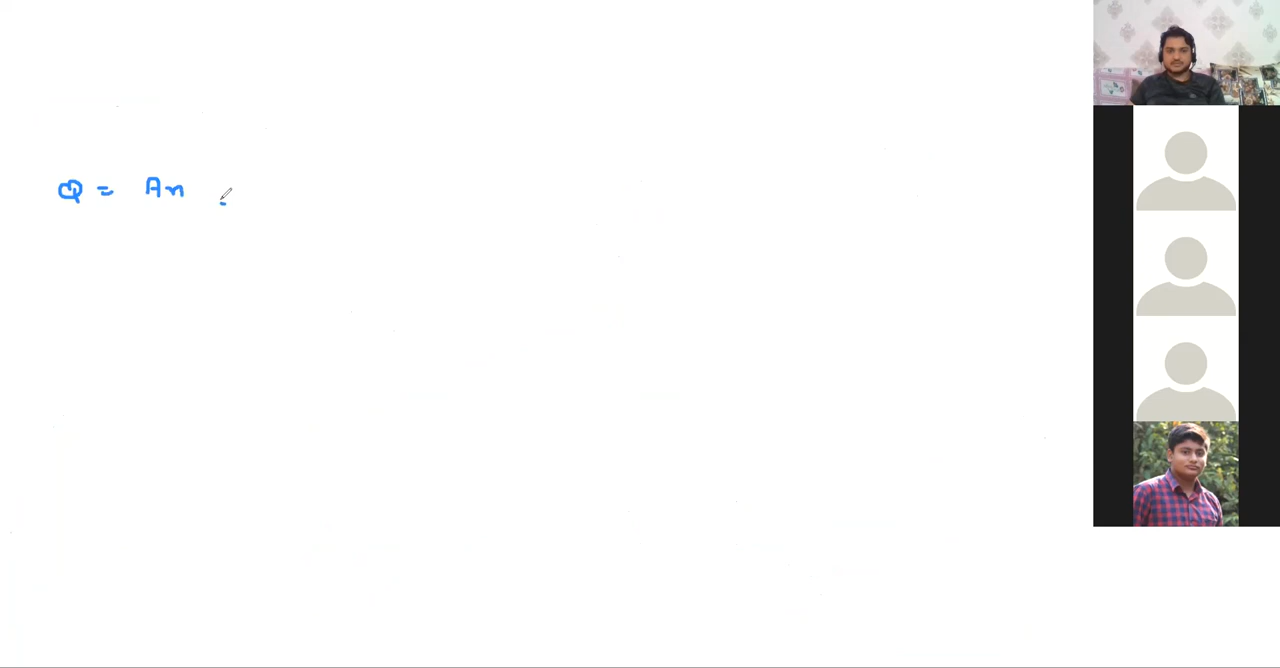 Q = An